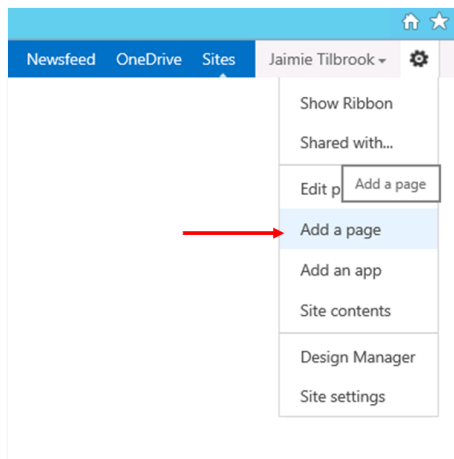 Newsfeed OneDrive Sites Jaimie Tilbrook
Show Ribbon
Shared with...
Edit p
Add a page
Add a page
Add an app
Site contents
Design Manager
Site settings